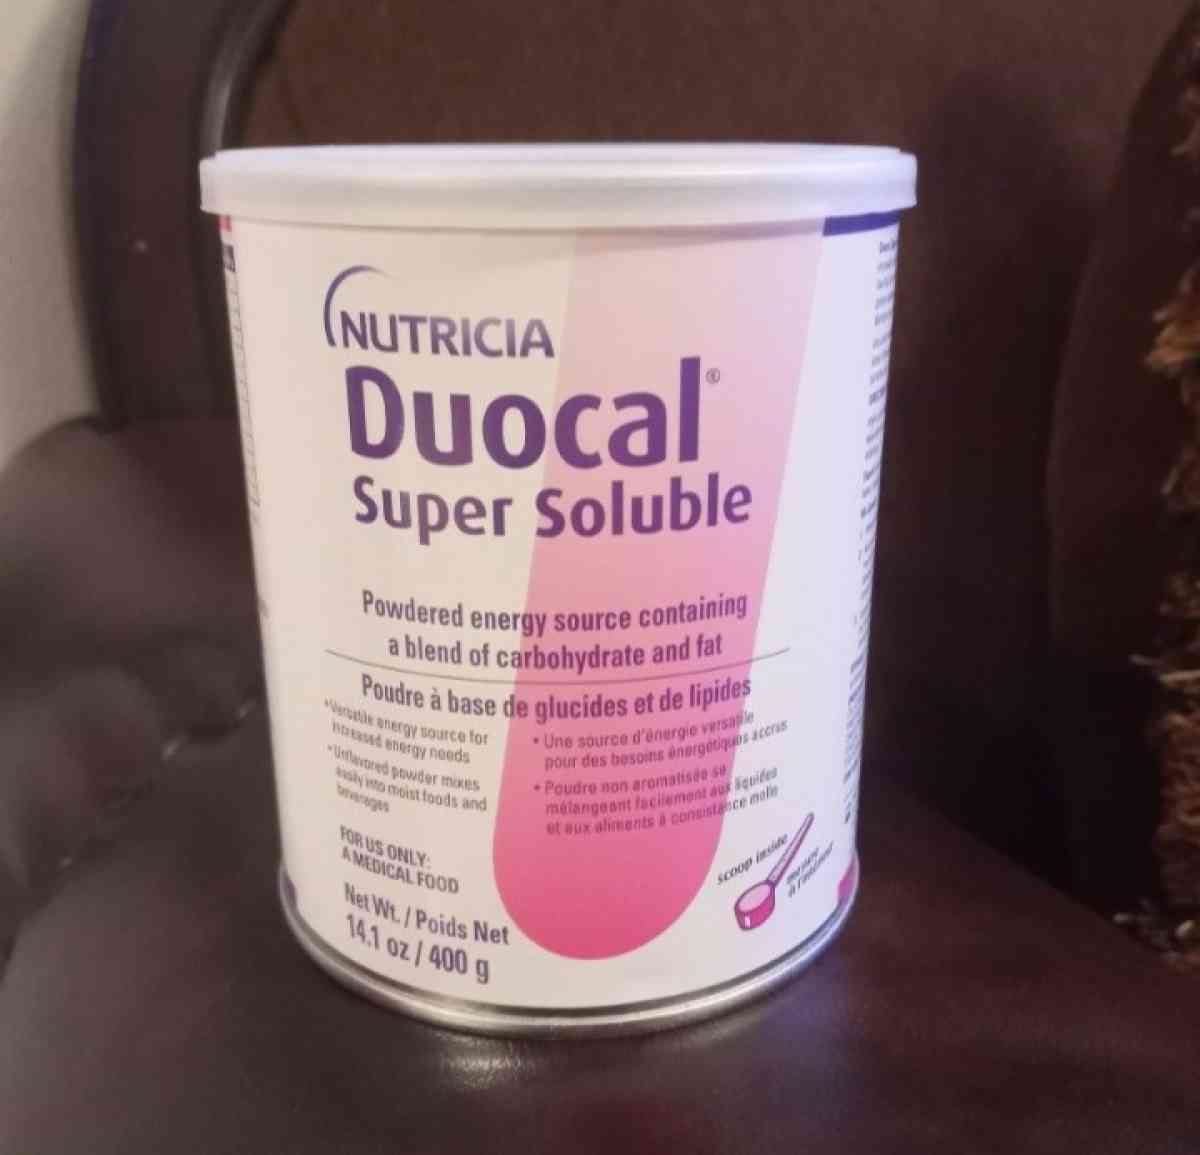 NUTRICIA
Duocal®
Super Soluble
Powdered energy source containing
a blend of carbohydrate and fat
Poudre à base de glucides et de lipides
•Versatile energy source for
increased energy needs
•Unflavored powder mixes
easily into moist foods and
beverages
• Une source d'énergie versatile
pour des besoins énergétiques accrus
• Poudre non aromatisée se
mélangeant facilement aux liquides
et aux aliments à consistance molle
FOR US ONLY:
A MEDICAL FOOD
Net Wt. / Poids Net
14.1 oz / 400 g
scoop inside
mesure
à l'intérieur